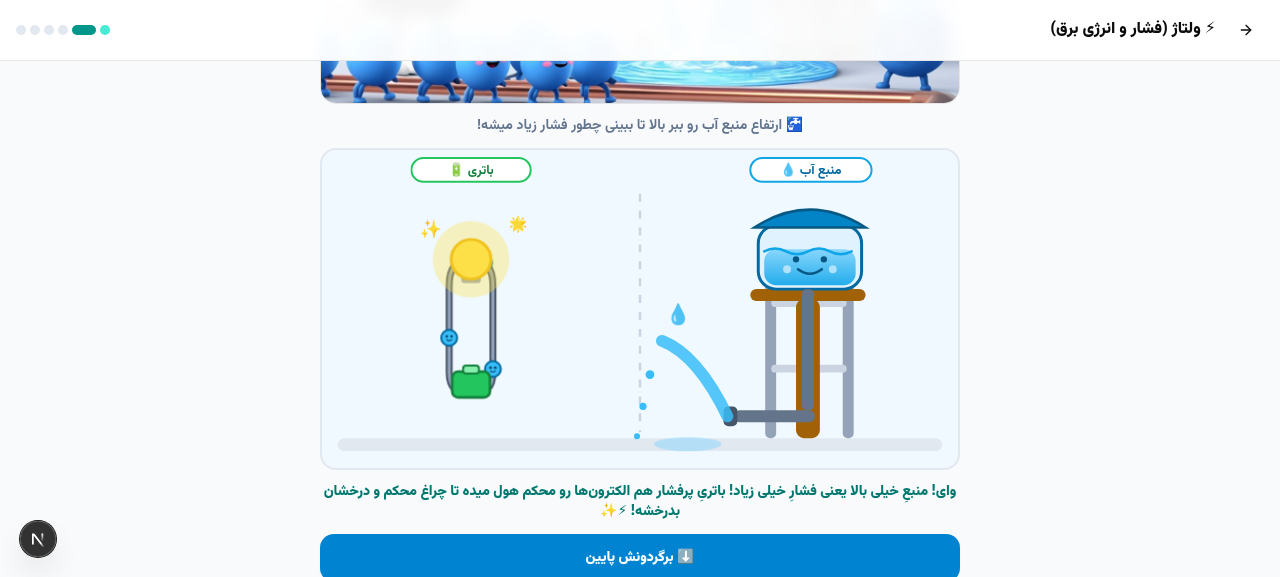 ⚡ ولتاژ (فشار و انرژی برق)
🚰 ارتفاع منبع آب رو ببر بالا تا ببینی چطور فشار زیاد میشه!
منبع آب 💧
باتری 🔋
وای! منبعِ خیلی بالا یعنی فشارِ خیلی زیاد! باتریِ پرفشار هم الکترون‌ها رو محکم هول میده تا چراغ محکم و درخشان
بدرخشه! ⚡✨
⬇️ برگردونش پایین
N